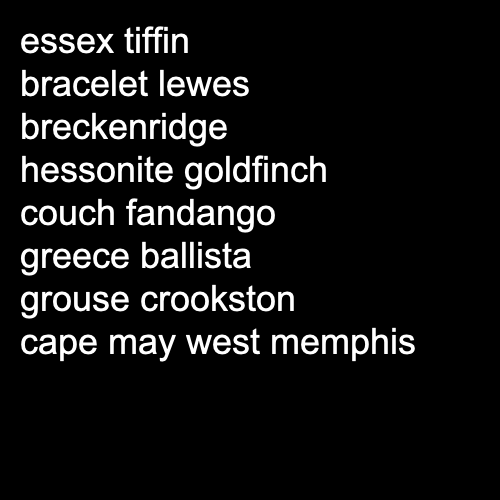 essex tiffin
bracelet lewes
breckenridge
hessonite goldfinch
couch fandango
greece ballista
grouse crookston
cape may west memphis